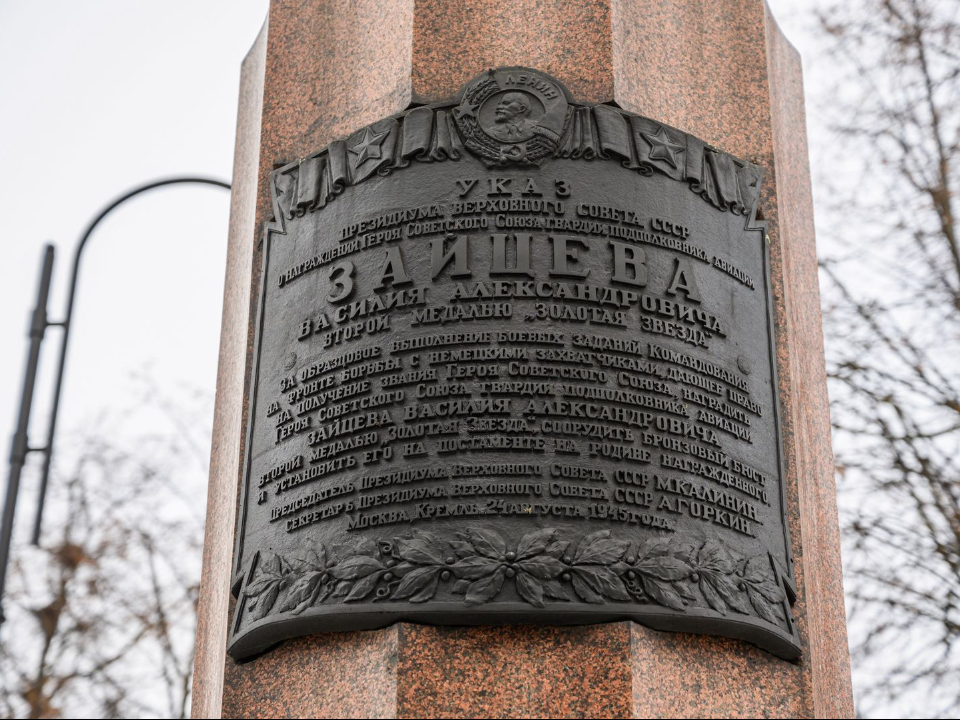 ЛЕНИН
УКАЗ
ПРЕЗИДИУМА ВЕРХОВНОГО СОВЕТА СССР
О НАГРАЖДЕНИИ ГЕРОЯ СОВЕТСКОГО СОЮЗА ГВАРДИИ ПОДПОЛКОВНИКА АВИАЦИИ
ЗАЙЦЕВА
ВАСИЛИЯ АЛЕКСАНДРОВИЧА
ВТОРОЙ МЕДАЛЬЮ „ЗОЛОТАЯ ЗВЕЗДА"
ЗА ОБРАЗЦОВОЕ ВЫПОЛНЕНИЕ БОЕВЫХ ЗАДАНИЙ КОМАНДОВАНИЯ
НА ФРОНТЕ БОРЬБЫ С НЕМЕЦКИМИ ЗАХВАТЧИКАМИ, ДАЮЩЕЕ ПРАВО
НА ПОЛУЧЕНИЕ ЗВАНИЯ ГЕРОЯ СОВЕТСКОГО СОЮЗА, НАГРАДИТЬ
ГЕРОЯ СОВЕТСКОГО СОЮЗА ГВАРДИИ ПОДПОЛКОВНИКА АВИАЦИИ
ЗАЙЦЕВА ВАСИЛИЯ АЛЕКСАНДРОВИЧА
ВТОРОЙ МЕДАЛЬЮ „ЗОЛОТАЯ ЗВЕЗДА", СООРУДИТЬ БРОНЗОВЫЙ БЮСТ
И УСТАНОВИТЬ ЕГО НА ПОСТАМЕНТЕ НА РОДИНЕ НАГРАЖДЕННОГО
ПРЕДСЕДАТЕЛЬ ПРЕЗИДИУМА ВЕРХОВНОГО СОВЕТА СССР М.КАЛИНИН.
СЕКРЕТАРЬ ПРЕЗИДИУМА ВЕРХОВНОГО СОВЕТА СССР А.ГОРКИН.
МОСКВА, КРЕМЛЬ. 24 АВГУСТА 1945 ГОДА.